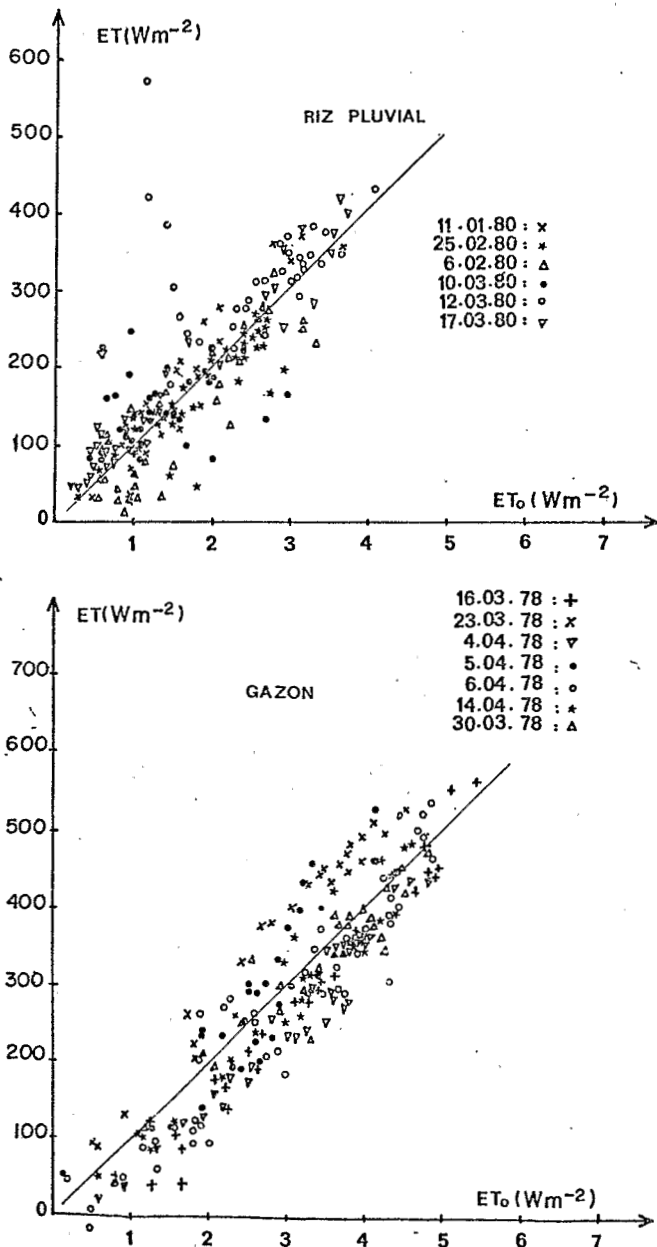 ET(Wm-2)
600
500
400
300
200
100
0
RIZ PLUVIAL
11.01.80 : ×
25.02.80 : ★
6.02.80 : △
10.03.80 : ●
12.03.80 : ○
17.03.80 : ▽
ETo (Wm-2)
1 2 3 4 5 6 7
ET(Wm-2)
700
600
500
400
300
200
100
0
GAZON
16.03.78 : +
23.03.78 : ×
4.04.78 : ▽
5.04.78 : ●
6.04.78 : ○
14.04.78 : ★
30.03.78 : △
ETo (Wm-2)
1 2 3 4 5 6 7